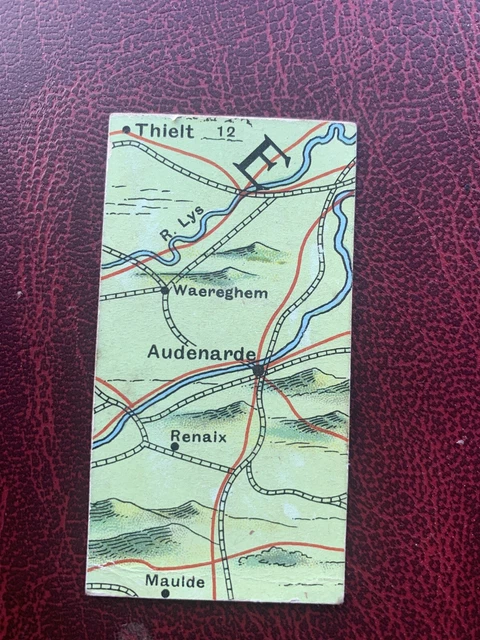 Thielt 12
E
R. Lys
Waereghem
Audenarde
Renaix
Maulde